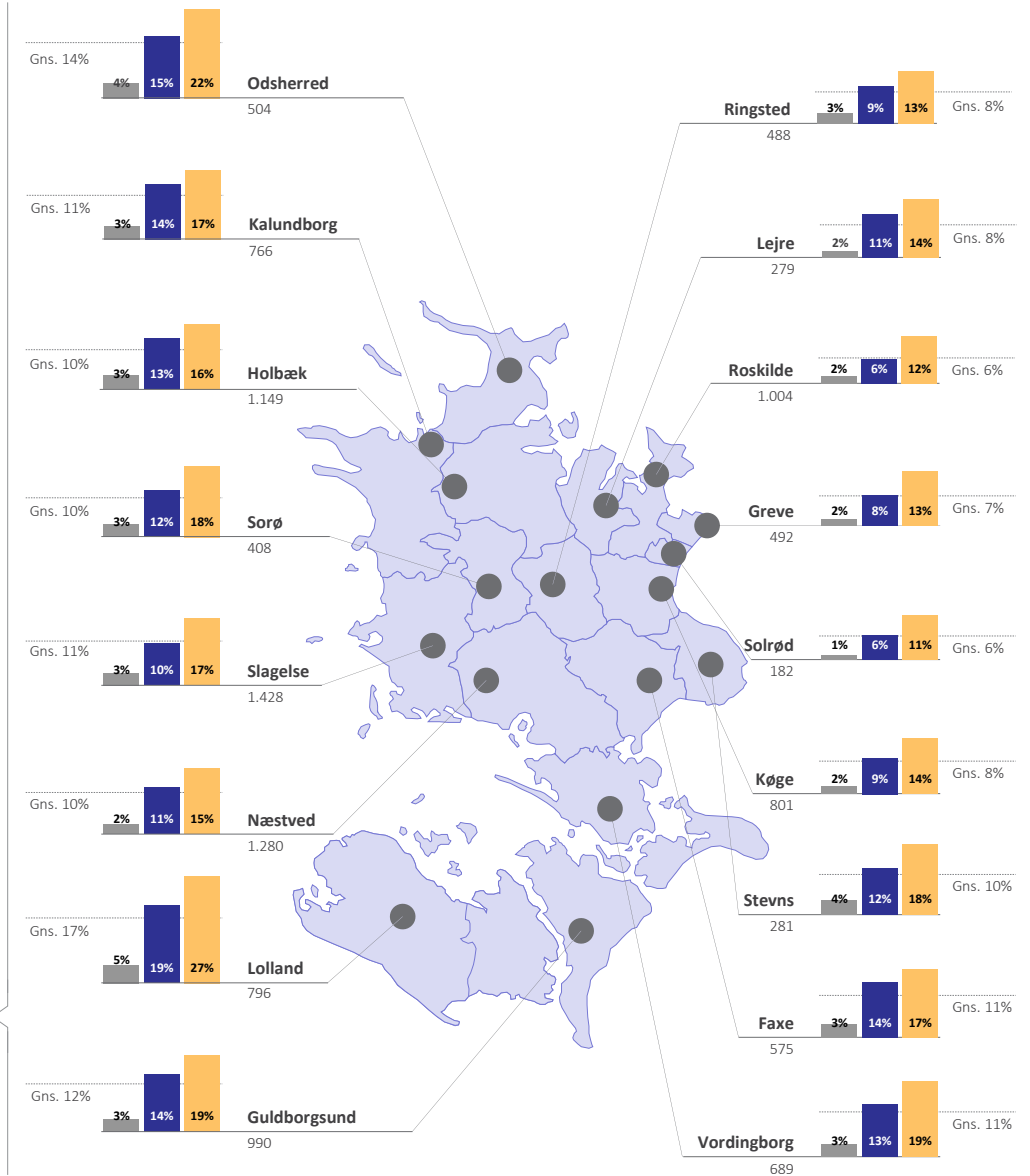 Gns. 14%
4% 15% 22%
Odsherred
504
Gns. 11%
3% 14% 17%
Kalundborg
766
Gns. 10%
3% 13% 16%
Holbæk
1.149
Gns. 10%
3% 12% 18%
Sorø
408
Gns. 11%
3% 10% 17%
Slagelse
1.428
Gns. 10%
2% 11% 15%
Næstved
1.280
Gns. 17%
5% 19% 27%
Lolland
796
Gns. 12%
3% 14% 19%
Guldborgsund
990
Ringsted
488
3% 9% 13%
Gns. 8%
Lejre
279
2% 11% 14%
Gns. 8%
Roskilde
1.004
2% 6% 12%
Gns. 6%
Greve
492
2% 8% 13%
Gns. 7%
Solrød
182
1% 6% 11%
Gns. 6%
Køge
801
2% 9% 14%
Gns. 8%
Stevns
281
4% 12% 18%
Gns. 10%
Faxe
575
3% 14% 17%
Gns. 11%
Vordingborg
689
3% 13% 19%
Gns. 11%